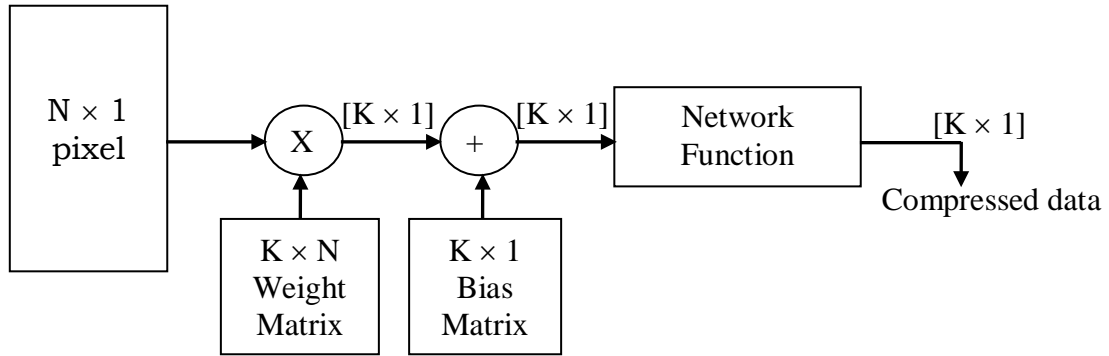 N × 1
pixel
X
[K × 1]
+
[K × 1]
Network
Function
[K × 1]
Compressed data
K × N
Weight
Matrix
K × 1
Bias
Matrix